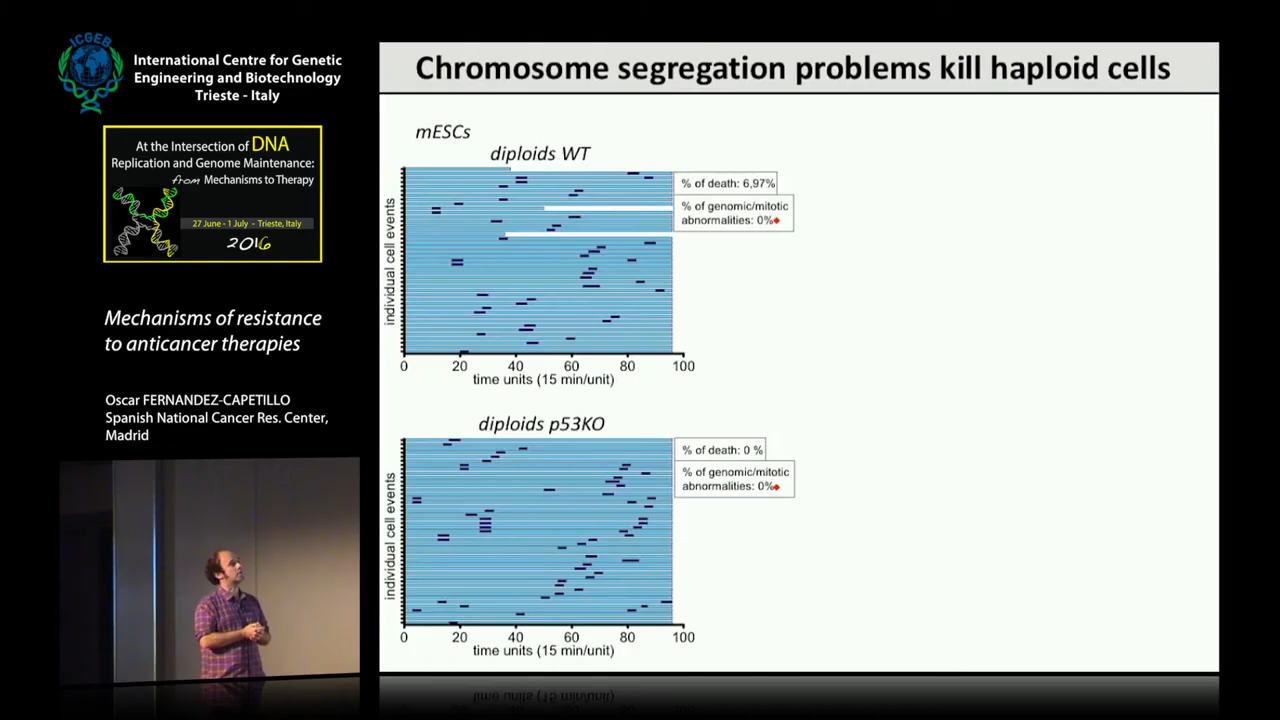 ICGEB
International Centre for Genetic
Engineering and Biotechnology
Trieste - Italy
At the Intersection of DNA
Replication and Genome Maintenance:
from Mechanisms to Therapy
27 June - 1 July - Trieste, Italy
2016
Mechanisms of resistance
to anticancer therapies
Oscar FERNANDEZ-CAPETILLO
Spanish National Cancer Res. Center,
Madrid
Chromosome segregation problems kill haploid cells
mESCs
diploids WT
individual cell events
% of death: 6,97%
% of genomic/mitotic
abnormalities: 0%
0 20 40 60 80 100
time units (15 min/unit)
diploids p53KO
individual cell events
% of death: 0 %
% of genomic/mitotic
abnormalities: 0%
0 20 40 60 80 100
time units (15 min/unit)